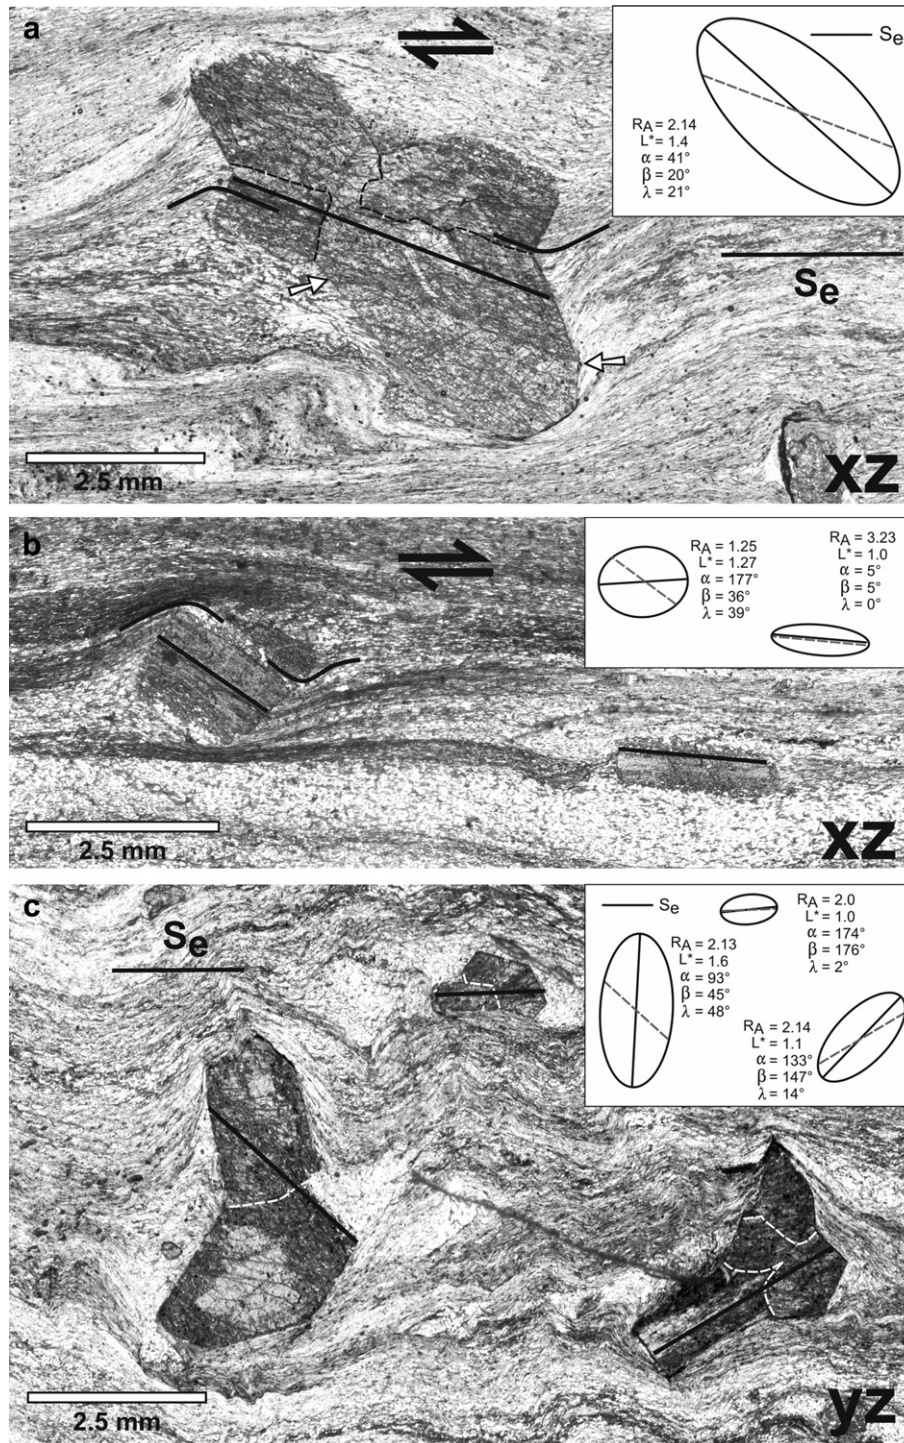 a
Se
RA = 2.14
L* = 1.4
α = 41°
β = 20°
λ = 21°
Se
2.5 mm
xz
b
RA = 1.25
L* = 1.27
α = 177°
β = 36°
λ = 39°
RA = 3.23
L* = 1.0
α = 5°
β = 5°
λ = 0°
2.5 mm
xz
c
Se
Se
RA = 2.13
L* = 1.6
α = 93°
β = 45°
λ = 48°
RA = 2.0
L* = 1.0
α = 174°
β = 176°
λ = 2°
RA = 2.14
L* = 1.1
α = 133°
β = 147°
λ = 14°
2.5 mm
yz